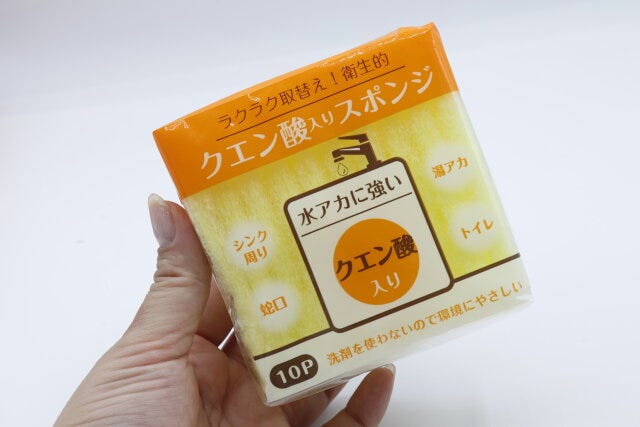 ラクラク取替え！衛生的
クエン酸入りスポンジ
水アカに強い
クエン酸
入り
シンク
周り
蛇口
湯アカ
トイレ
10P
洗剤を使わないので環境にやさしい